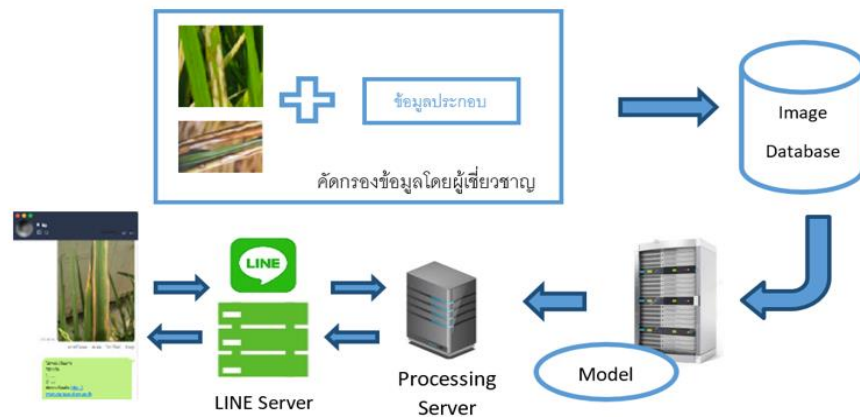 ข้อมูลประกอบ
คัดกรองข้อมูลโดยผู้เชี่ยวชาญ
Image
Database
LINE
LINE Server
Processing
Server
Model